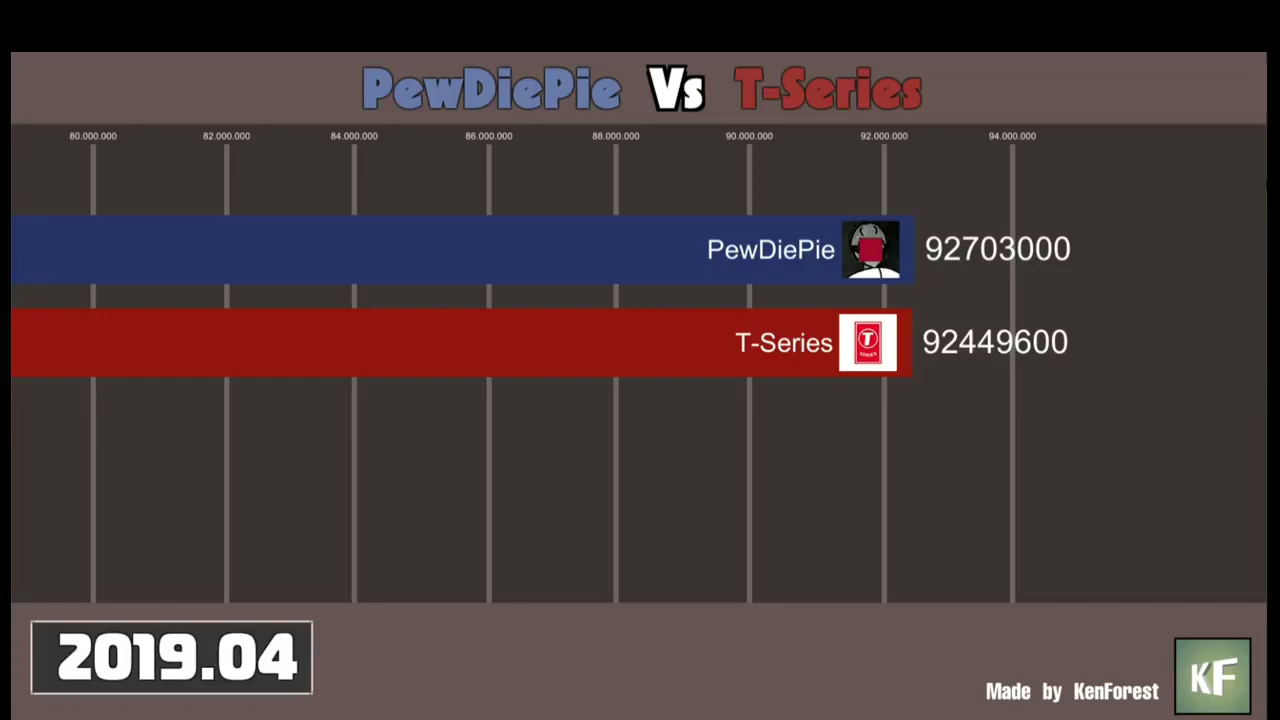 PewDiePie Vs T-Series
80.000.000 82.000.000 84.000.000 86.000.000 88.000.000 90.000.000 92.000.000 94.000.000
PewDiePie 92703000
T-Series T SERIES 92449600
2019.04
Made by KenForest KF